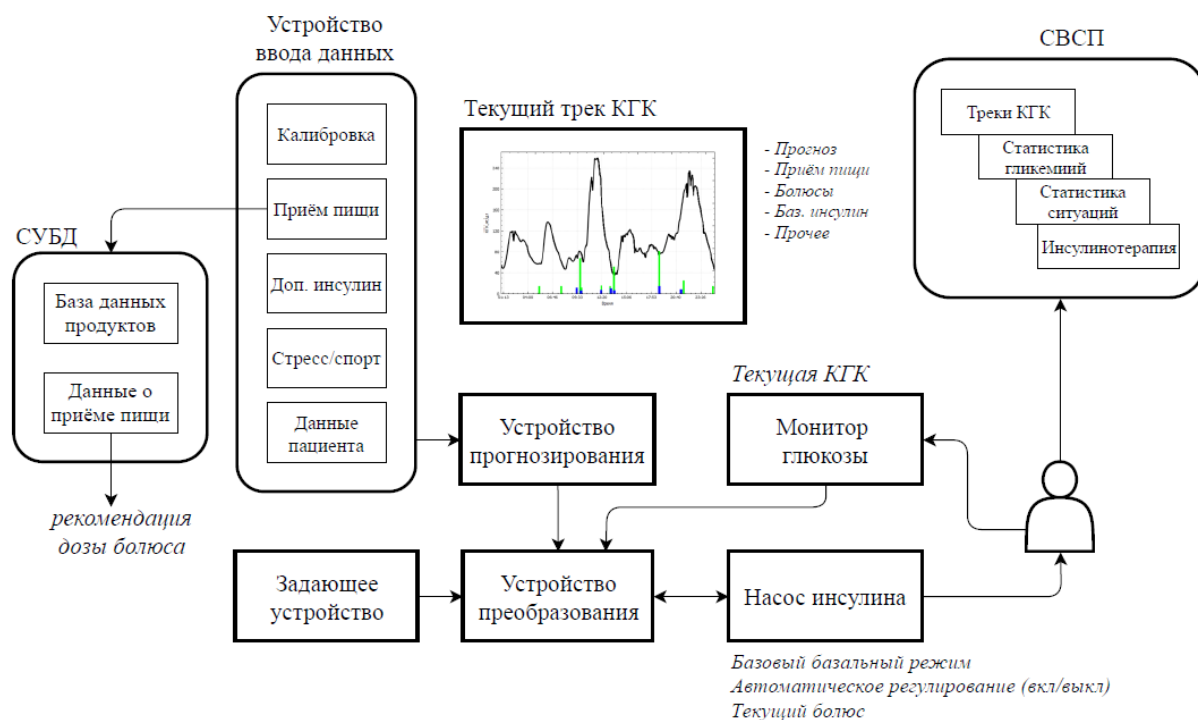 Устройство
ввода данных
Калибровка
Приём пищи
Доп. инсулин
Стресс/спорт
Данные
пациента
СУБД
База данных
продуктов
Данные о
приёме пищи
рекомендация
дозы болюса
Текущий трек КГК
- Прогноз
- Приём пищи
- Болюсы
- Баз. инсулин
- Прочее
СВСП
Треки КГК
Статистика
гликемиий
Статистика
ситуаций
Инсулинотерапия
Устройство
прогнозирования
Текущая КГК
Монитор
глюкозы
Задающее
устройство
Устройство
преобразования
Насос инсулина
Базовый базальный режим
Автоматическое регулирование (вкл/выкл)
Текущий болюс